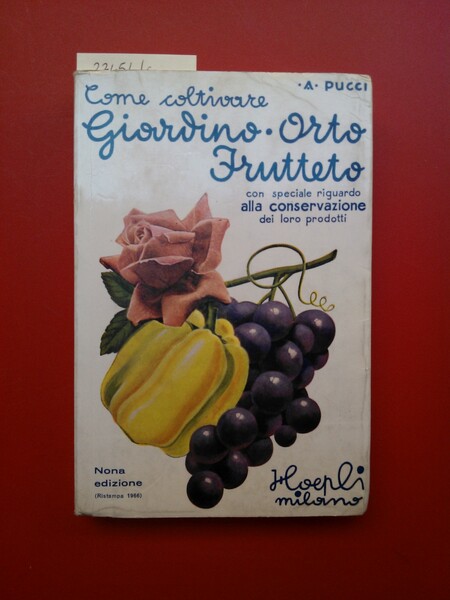 ·A· PUCCI
Come coltivare
Giardino·Orto
Frutteto
con speciale riguardo
alla conservazione
dei loro prodotti
Nona
edizione
(Ristampa 1966)
Hoepli
milano